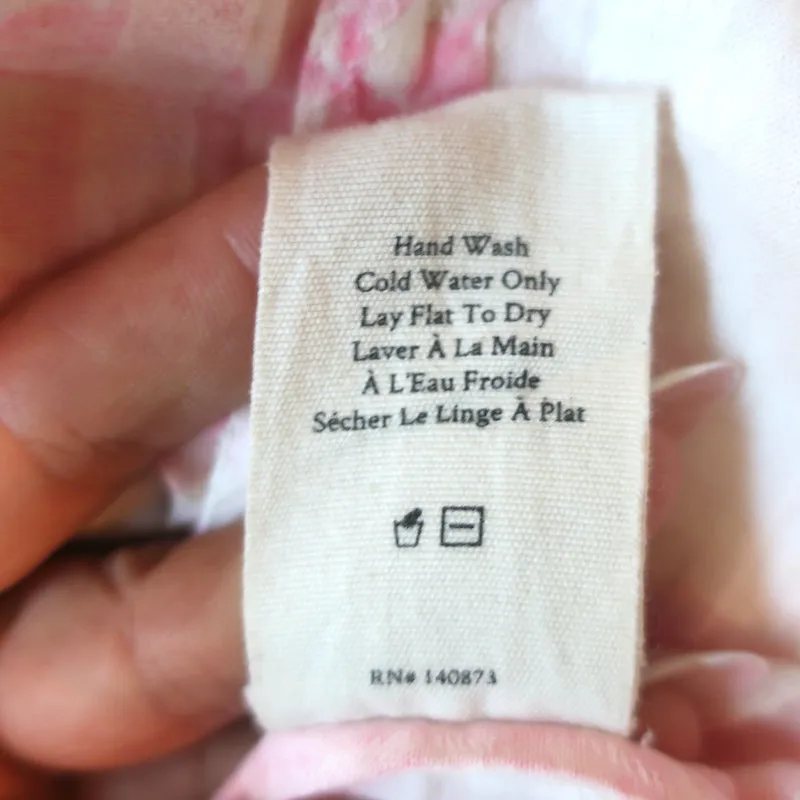 Hand Wash
Cold Water Only
Lay Flat To Dry
Laver À La Main
À L'Eau Froide
Sécher Le Linge À Plat
RN# 140873